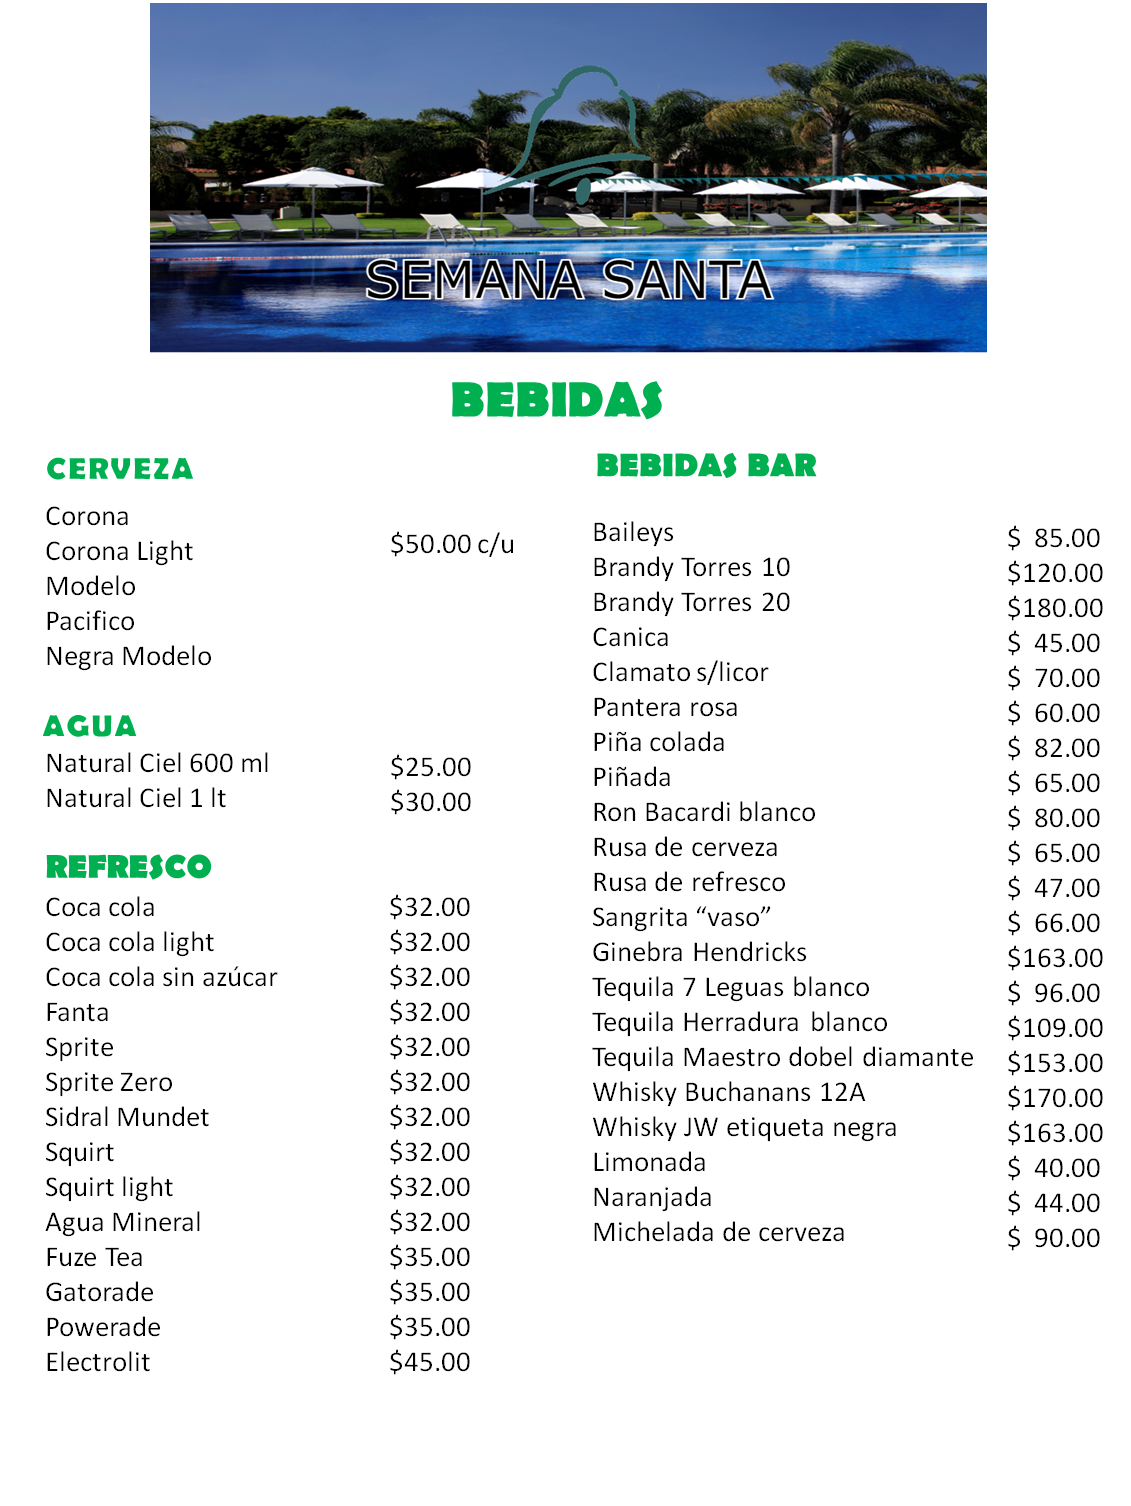 SEMANA SANTA
BEBIDAS
CERVEZA
Corona
Corona Light $50.00 c/u
Modelo
Pacifico
Negra Modelo
AGUA
Natural Ciel 600 ml $25.00
Natural Ciel 1 lt $30.00
REFRESCO
Coca cola $32.00
Coca cola light $32.00
Coca cola sin azúcar $32.00
Fanta $32.00
Sprite $32.00
Sprite Zero $32.00
Sidral Mundet $32.00
Squirt $32.00
Squirt light $32.00
Agua Mineral $32.00
Fuze Tea $35.00
Gatorade $35.00
Powerade $35.00
Electrolit $45.00
BEBIDAS BAR
Baileys $ 85.00
Brandy Torres 10 $120.00
Brandy Torres 20 $180.00
Canica $ 45.00
Clamato s/licor $ 70.00
Pantera rosa $ 60.00
Piña colada $ 82.00
Piñada $ 65.00
Ron Bacardi blanco $ 80.00
Rusa de cerveza $ 65.00
Rusa de refresco $ 47.00
Sangrita “vaso” $ 66.00
Ginebra Hendricks $163.00
Tequila 7 Leguas blanco $ 96.00
Tequila Herradura blanco $109.00
Tequila Maestro dobel diamante $153.00
Whisky Buchanans 12A $170.00
Whisky JW etiqueta negra $163.00
Limonada $ 40.00
Naranjada $ 44.00
Michelada de cerveza $ 90.00